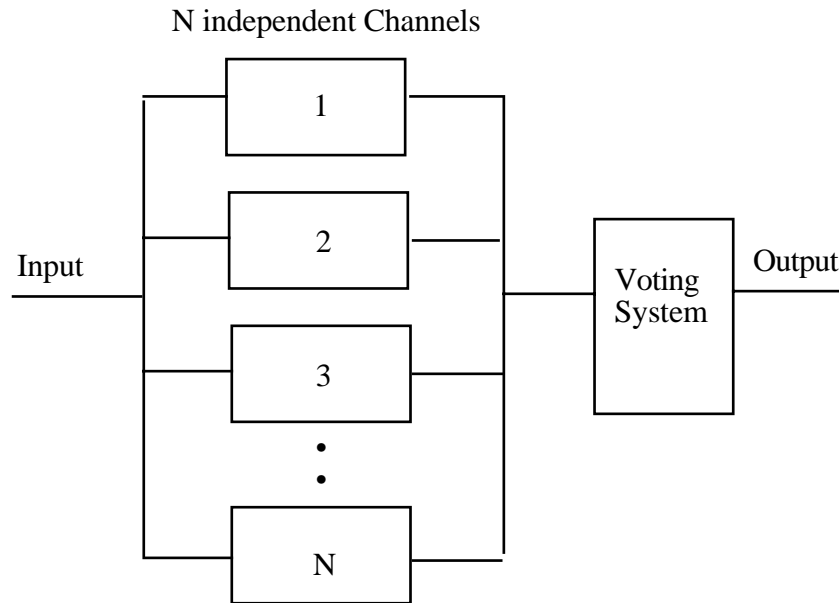 N independent Channels
1
2
3
N
Input
Voting
System
Output